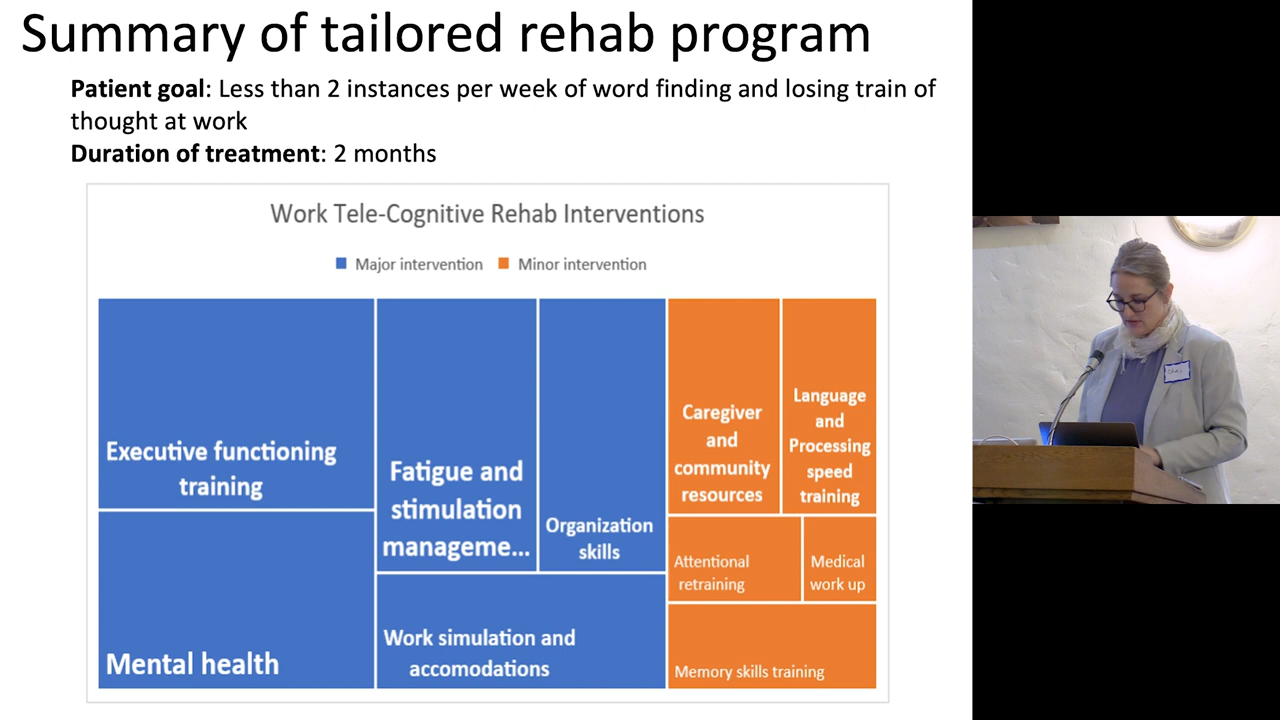 Summary of tailored rehab program
Patient goal: Less than 2 instances per week of word finding and losing train of
thought at work
Duration of treatment: 2 months
Work Tele-Cognitive Rehab Interventions
Major intervention
Minor intervention
Executive functioning
training
Mental health
Fatigue and
stimulation
manageme...
Organization
skills
Work simulation and
accomodations
Caregiver
and
community
resources
Language
and
Processing
speed
training
Attentional
retraining
Medical
work up
Memory skills training